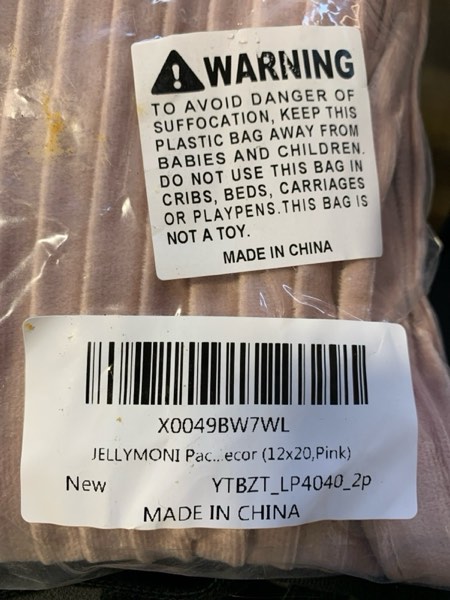 WARNING
TO AVOID DANGER OF
SUFFOCATION, KEEP THIS
PLASTIC BAG AWAY FROM
BABIES AND CHILDREN.
DO NOT USE THIS BAG IN
CRIBS, BEDS, CARRIAGES
OR PLAYPENS.THIS BAG IS
NOT A TOY.
MADE IN CHINA
X0049BW7WL
JELLYMONI Pac...ecor (12x20,Pink)
New YTBZT_LP4040_2p
MADE IN CHINA